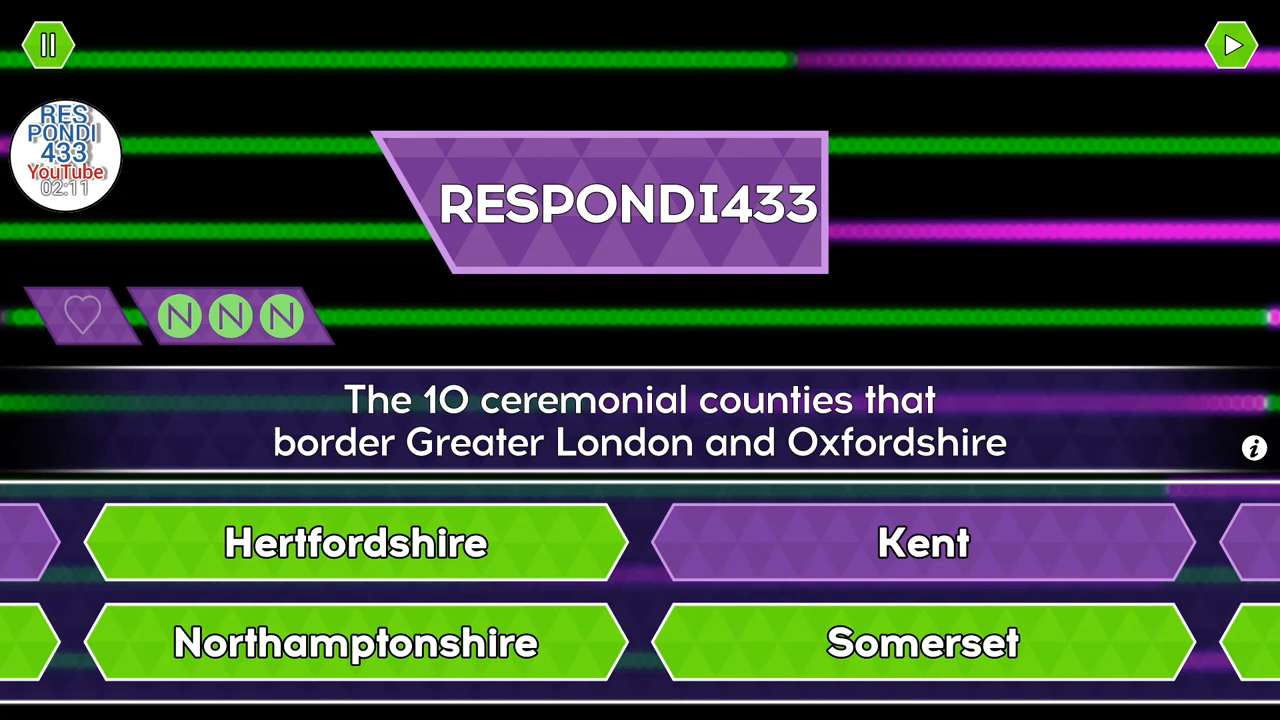 RES
PONDI
433
YouTube
02:11
RESPONDI433
N N N
The 10 ceremonial counties that
border Greater London and Oxfordshire
i
Hertfordshire
Kent
Northamptonshire
Somerset